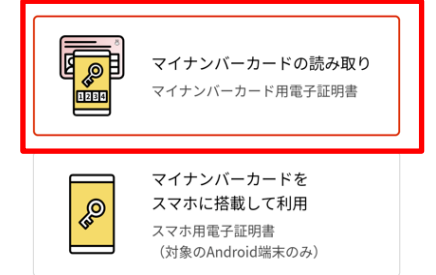 1234
マイナンバーカードの読み取り
マイナンバーカード用電子証明書
マイナンバーカードを
スマホに搭載して利用
スマホ用電子証明書
（対象のAndroid端末のみ）